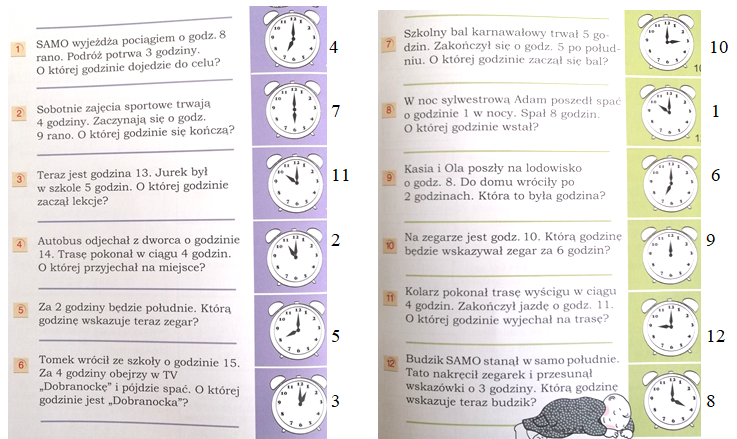 1 SAMO wyjeżdża pociągiem o godz. 8
rano. Podróż potrwa 3 godziny.
O której godzinie dojedzie do celu?
4
2 Sobotnie zajęcia sportowe trwają
4 godziny. Zaczynają się o godz.
9 rano. O której godzinie się kończą?
7
3 Teraz jest godzina 13. Jurek był
w szkole 5 godzin. O której godzinie
zaczął lekcje?
11
4 Autobus odjechał z dworca o godzinie
14. Trasę pokonał w ciągu 4 godzin.
O której przyjechał na miejsce?
2
5 Za 2 godziny będzie południe. Którą
godzinę wskazuje teraz zegar?
5
6 Tomek wrócił ze szkoły o godzinie 15.
Za 4 godziny obejrzy w TV
„Dobranockę" i pójdzie spać. O której
godzinie jest „Dobranocka"?
3
7 Szkolny bal karnawałowy trwał 5 go-
dzin. Zakończył się o godz. 5 po połud-
niu. O której godzinie zaczął się bal?
10
8 W noc sylwestrową Adam poszedł spać
o godzinie 1 w nocy. Spał 8 godzin.
O której godzinie wstał?
1
9 Kasia i Ola poszły na lodowisko
o godz. 8. Do domu wróciły po
2 godzinach. Która to była godzina?
6
10 Na zegarze jest godz. 10. Którą godzinę
będzie wskazywał zegar za 6 godzin?
9
11 Kolarz pokonał trasę wyścigu w ciągu
4 godzin. Zakończył jazdę o godz. 11.
O której godzinie wyjechał na trasę?
12
12 Budzik SAMO stanął w samo południe.
Tato nakręcił zegarek i przesunął
wskazówki o 3 godziny. Którą godzinę
wskazuje teraz budzik?
8